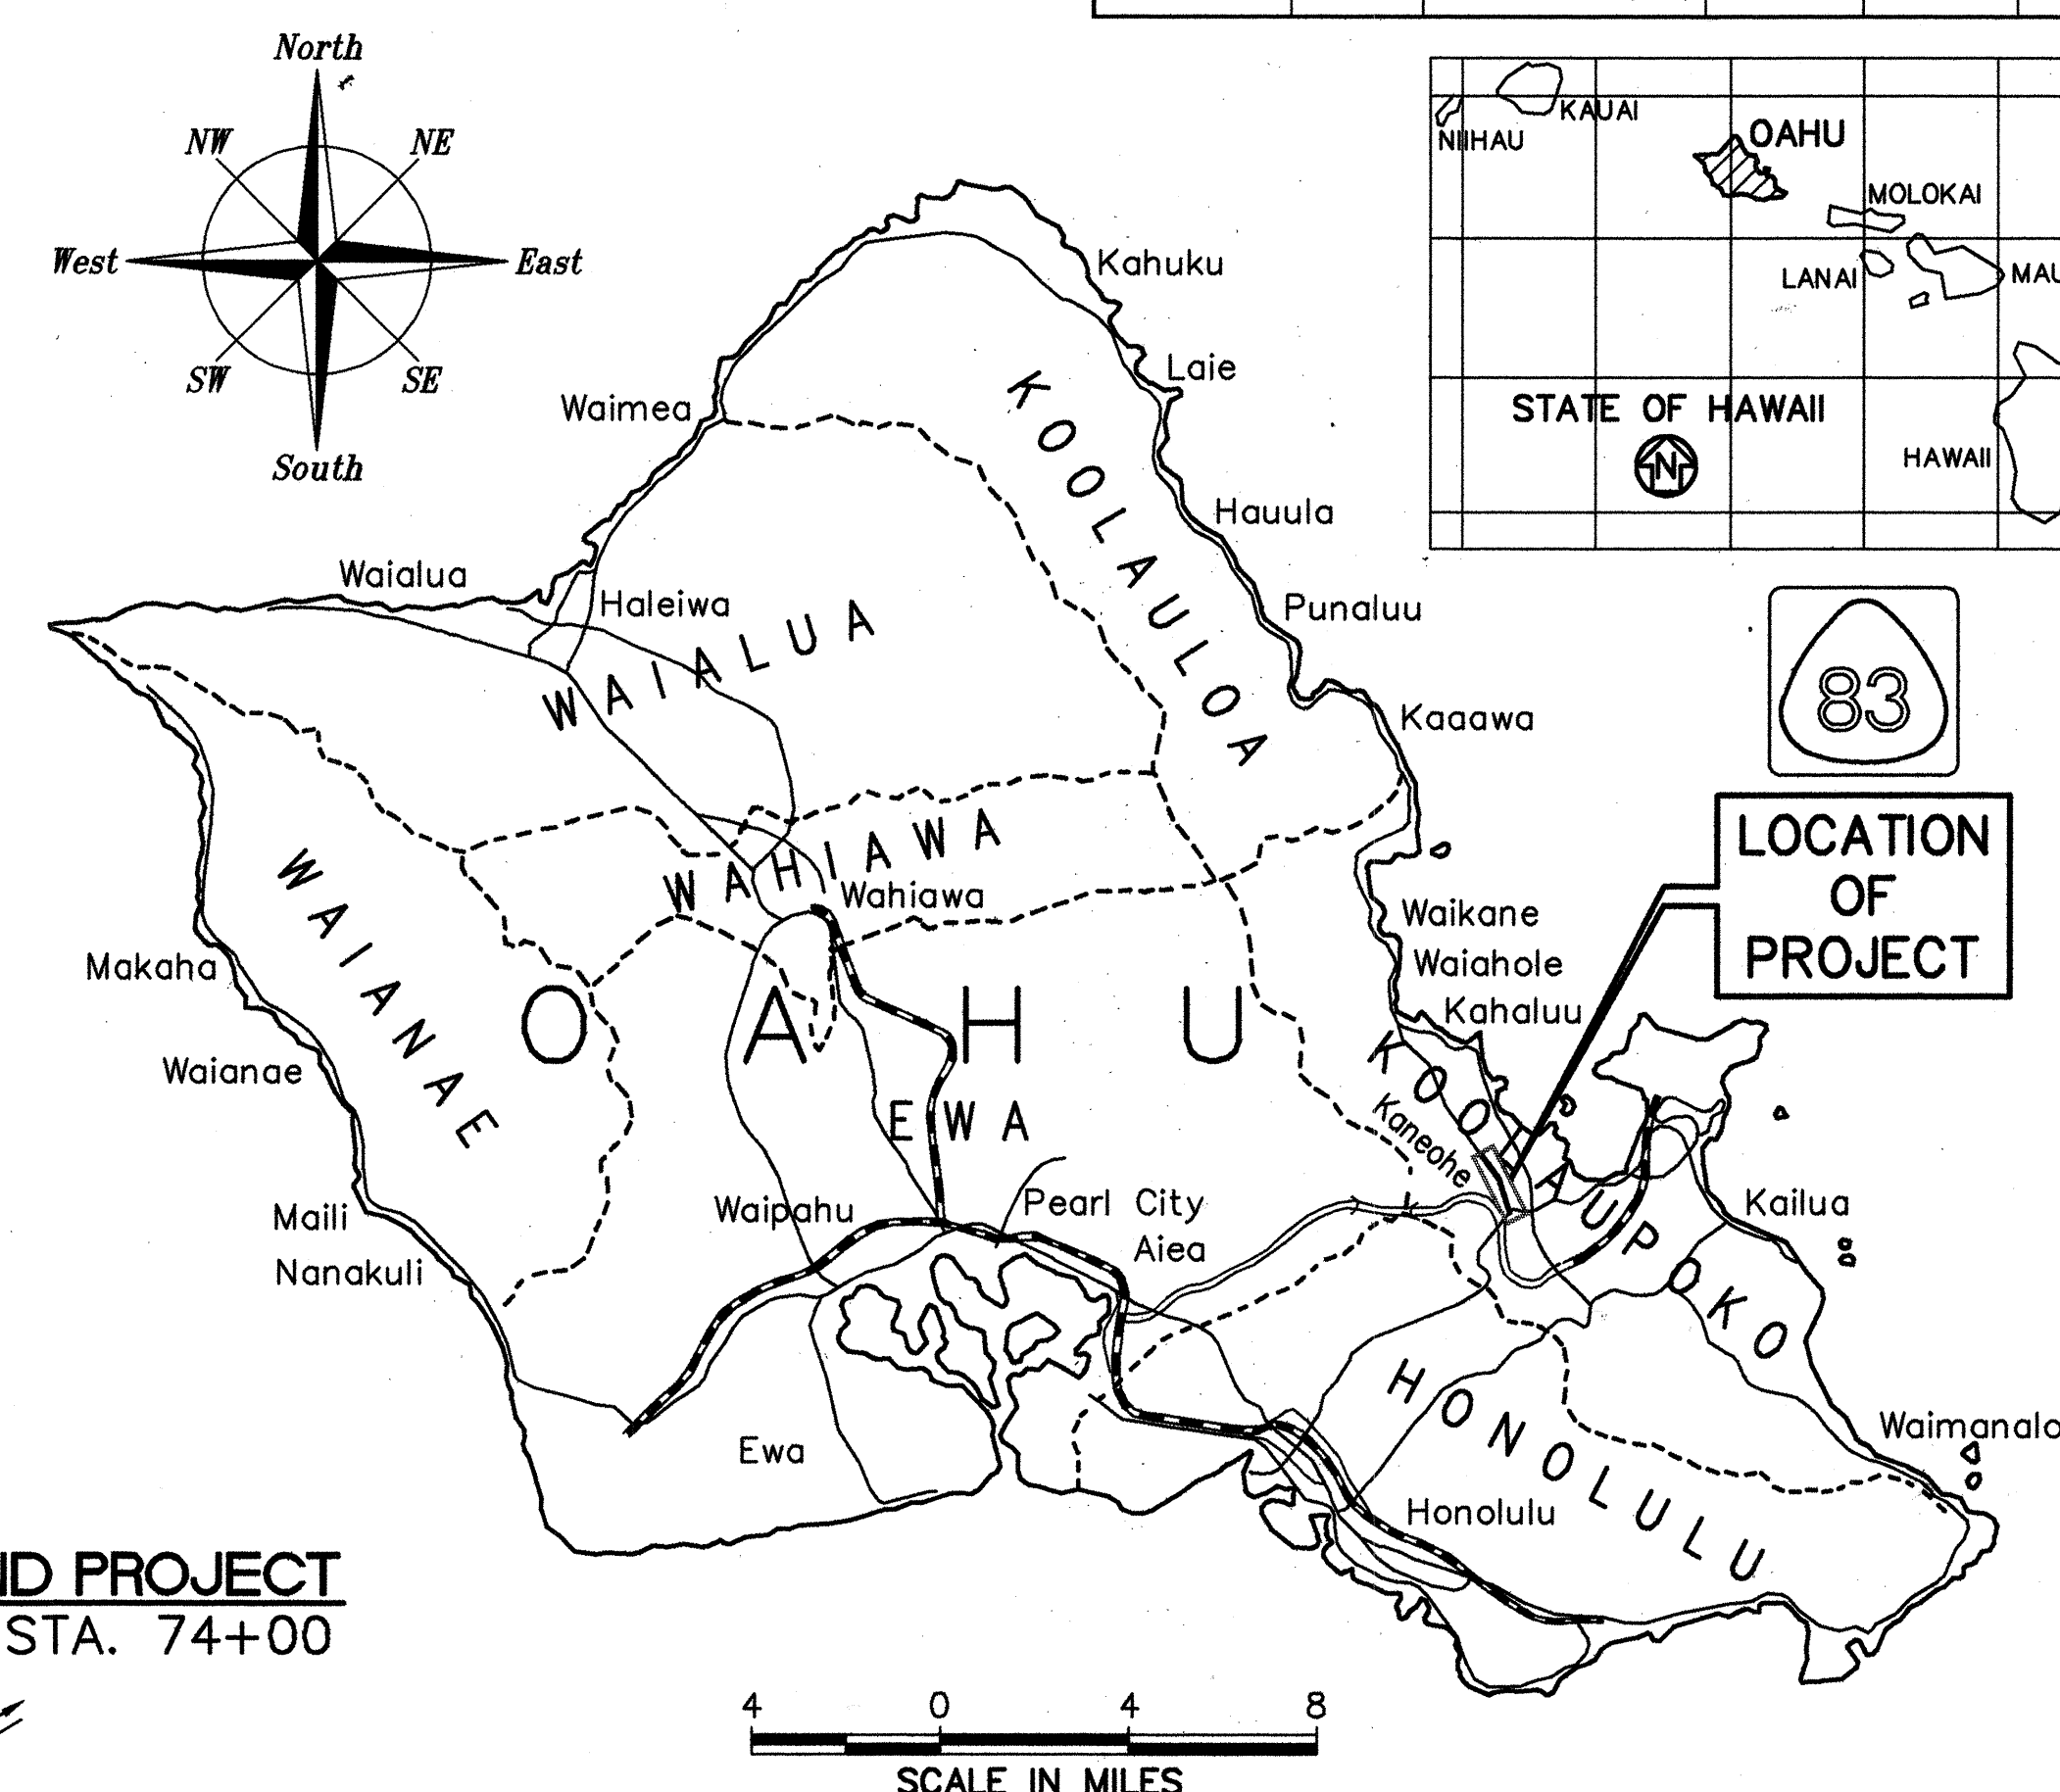 North
NW
NE
West
East
SW
SE
South
KAUAI
NIIHAU
OAHU
MOLOKAI
LANAI
MAU
STATE OF HAWAII
N
HAWAII
Kahuku
Laie
Waimea
KOOLAULOA
Hauula
Waialua
Haleiwa
Punaluu
WAIALUA
Kaaawa
83
LOCATION
OF
PROJECT
WAHIAWA
Wahiawa
WAIANAE
Waikane
Makaha
Waiahole
Kahaluu
OAHU
Waianae
KOOLAUPOKO
Kaneohe
EWA
Maili
Waipahu
Pearl City
Kailua
Aiea
Nanakuli
HONOLULU
Waimanalo
Ewa
Honolulu
ND PROJECT
STA. 74+00
4 0 4 8
SCALE IN MILES